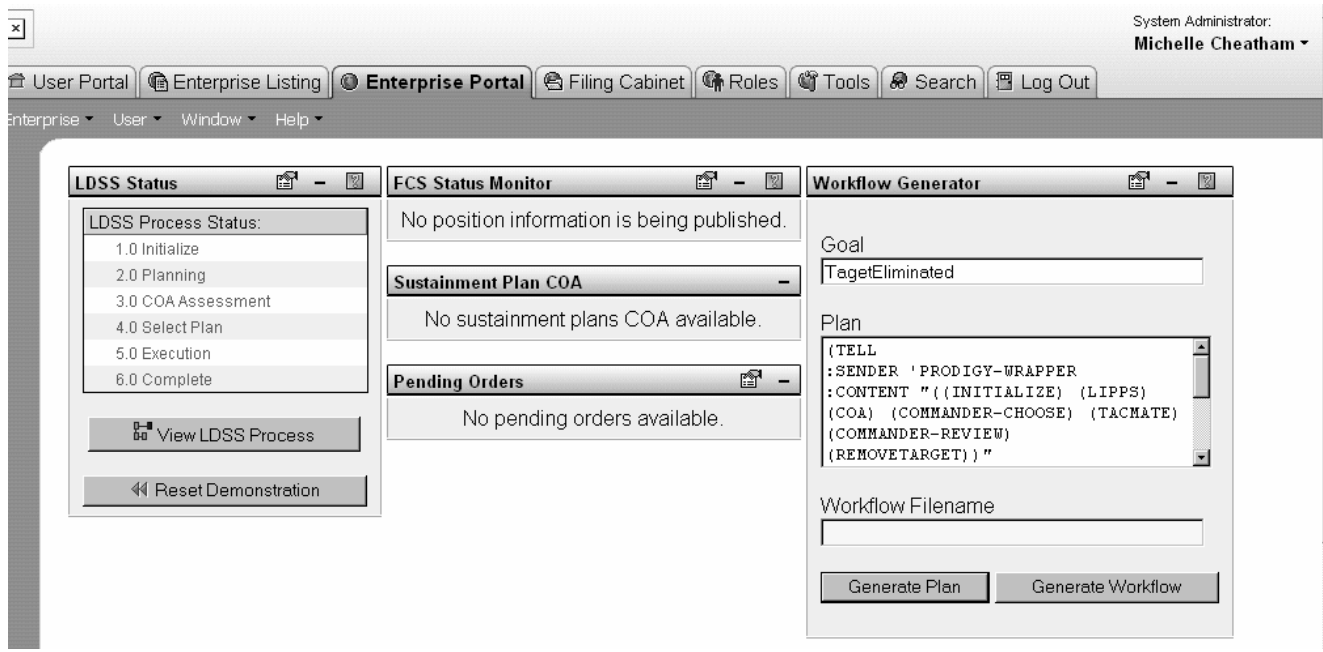 System Administrator:
Michelle Cheatham
User Portal
Enterprise Listing
Enterprise Portal
Filing Cabinet
Roles
Tools
Search
Log Out
Enterprise
User
Window
Help
LDSS Status
LDSS Process Status:
1.0 Initialize
2.0 Planning
3.0 COA Assessment
4.0 Select Plan
5.0 Execution
6.0 Complete
View LDSS Process
Reset Demonstration
FCS Status Monitor
No position information is being published.
Sustainment Plan COA
No sustainment plans COA available.
Pending Orders
No pending orders available.
Workflow Generator
Goal
TagetEliminated
Plan
(TELL
:SENDER 'PRODIGY-WRAPPER
:CONTENT "((INITIALIZE) (LIPPS)
(COA) (COMMANDER-CHOOSE) (TACMATE)
(COMMANDER-REVIEW)
(REMOVETARGET))"
Workflow Filename
Generate Plan
Generate Workflow